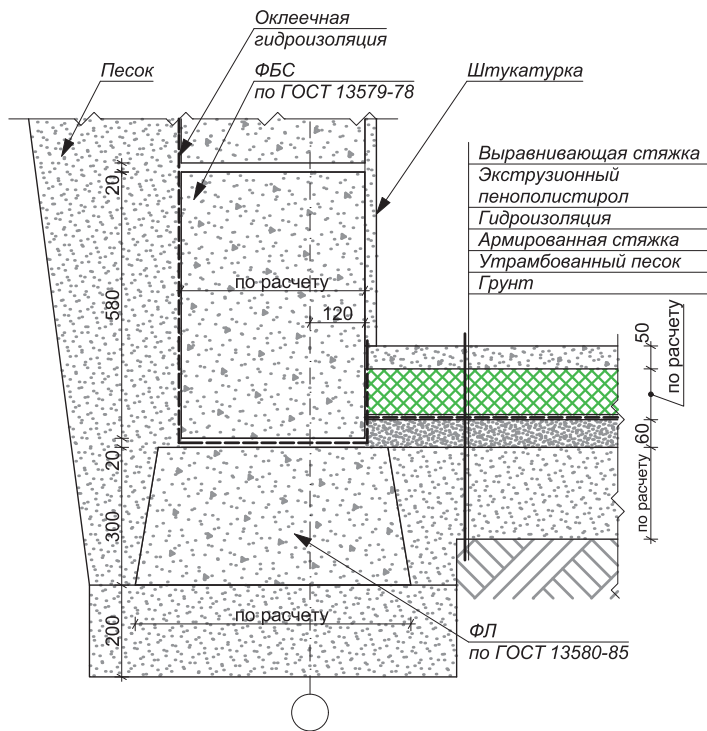 Оклеечная
гидроизоляция
Песок
ФБС
по ГОСТ 13579-78
Штукатурка
Выравнивающая стяжка
Экструзионный
пенополистирол
Гидроизоляция
Армированная стяжка
Утрамбованный песок
Грунт
20
580
20
300
200
по расчету
120
50
по расчету
60
по расчету
по расчету
ФЛ
по ГОСТ 13580-85